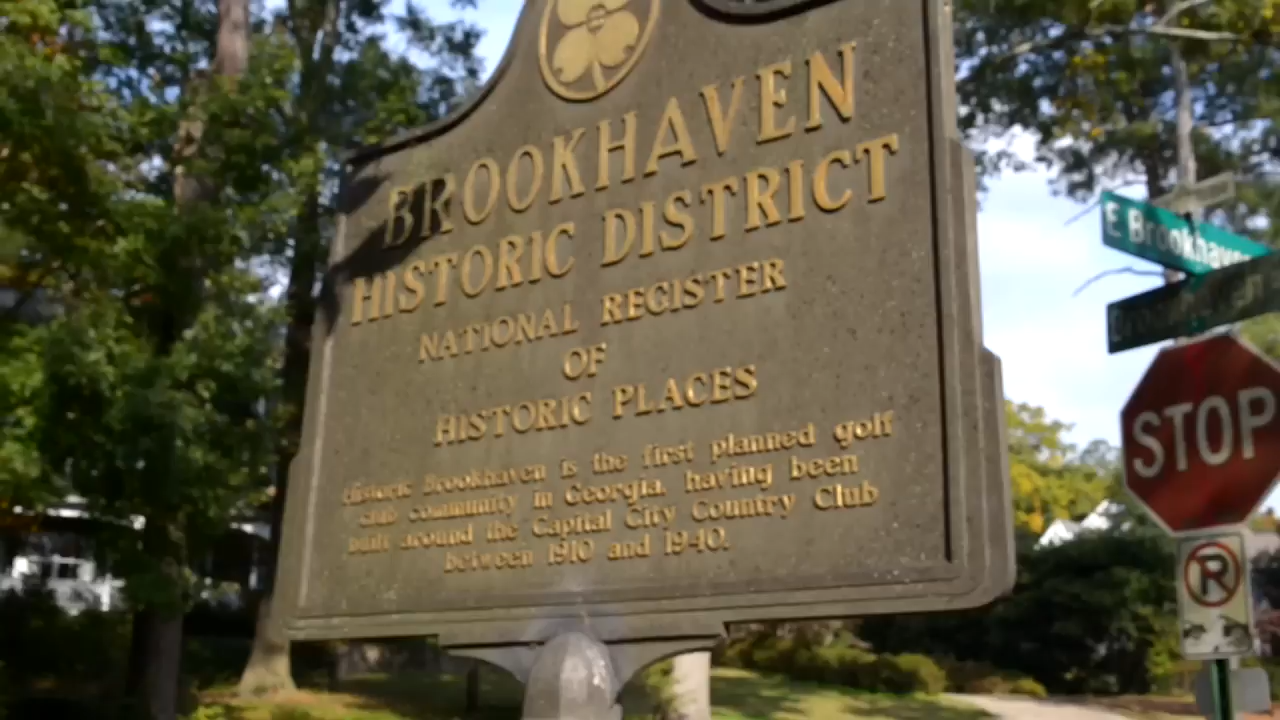 BROOKHAVEN
HISTORIC DISTRICT
NATIONAL REGISTER
OF
HISTORIC PLACES
Historic Brookhaven is the first planned golf
club community in Georgia, having been
built around the Capital City Country Club
between 1910 and 1940.
E Brookhaven
STOP
P